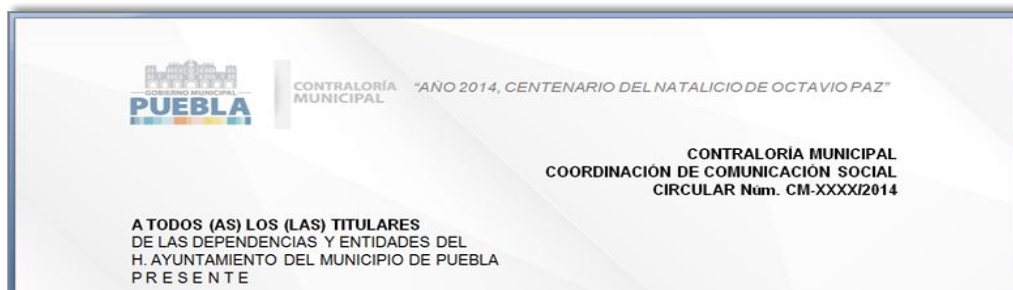 GOBIERNO MUNICIPAL
PUEBLA
CONTRALORÍA
MUNICIPAL
"AÑO 2014, CENTENARIO DEL NATALICIO DE OCTAVIO PAZ"
CONTRALORÍA MUNICIPAL
COORDINACIÓN DE COMUNICACIÓN SOCIAL
CIRCULAR Núm. CM-XXXX/2014
A TODOS (AS) LOS (LAS) TITULARES
DE LAS DEPENDENCIAS Y ENTIDADES DEL
H. AYUNTAMIENTO DEL MUNICIPIO DE PUEBLA
P R E S E N T E